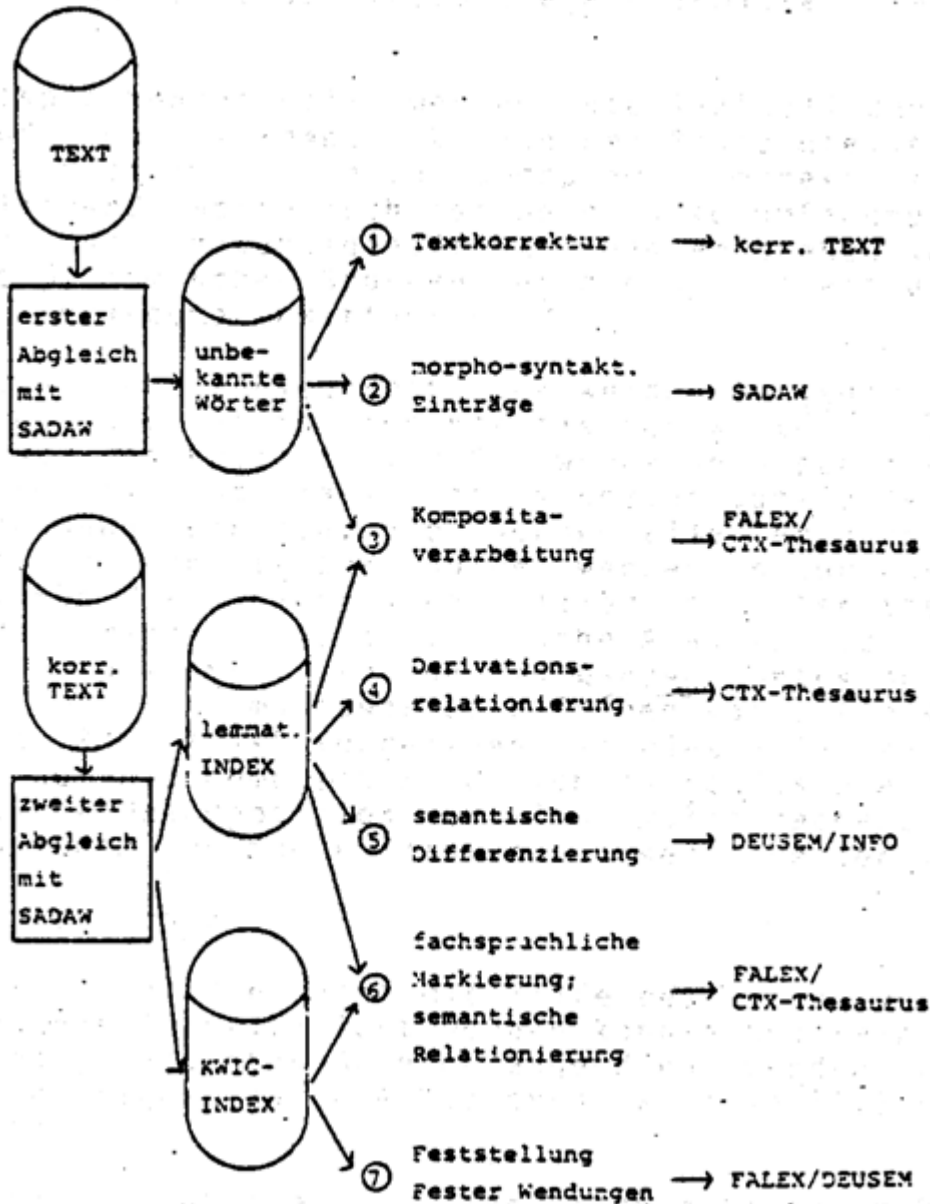 TEXT
erster
Abgleich
mit
SADAW
unbe-
kannte
Wörter
① Textkorrektur
korr. TEXT
② morpho-syntakt.
Einträge
SADAW
③ Komposita-
verarbeitung
FALEX/
CTX-Thesaurus
korr.
TEXT
zweiter
Abgleich
mit
SADAW
lemmat.
INDEX
④ Derivations-
relationierung
CTX-Thesaurus
⑤ semantische
Differenzierung
DEUSEM/INFO
KWIC-
INDEX
⑥ fachsprachliche
Markierung;
semantische
Relationierung
FALEX/
CTX-Thesaurus
⑦ Feststellung
Fester Wendungen
FALEX/DEUSEM